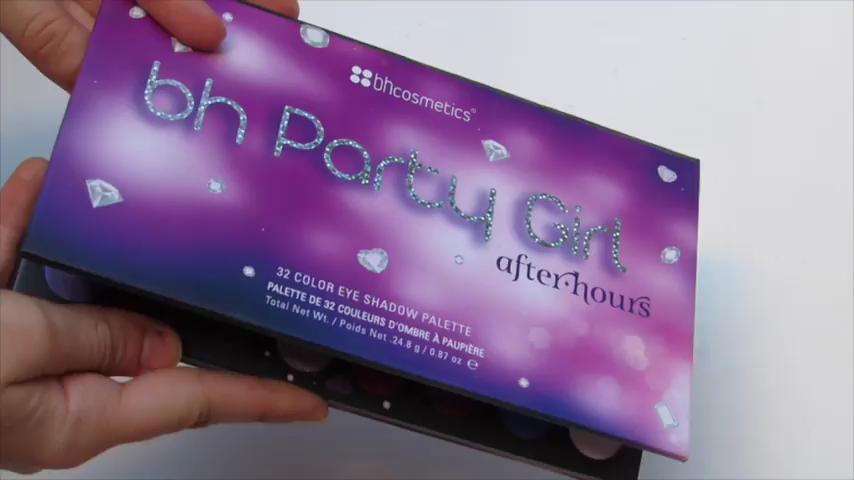 bhcosmetics®
bh Party Girl
after·hours
32 COLOR EYE SHADOW PALETTE
PALETTE DE 32 COULEURS D'OMBRE À PAUPIÈRE
Total Net Wt. / Poids Net .24.8 g / 0.87 oz ℮